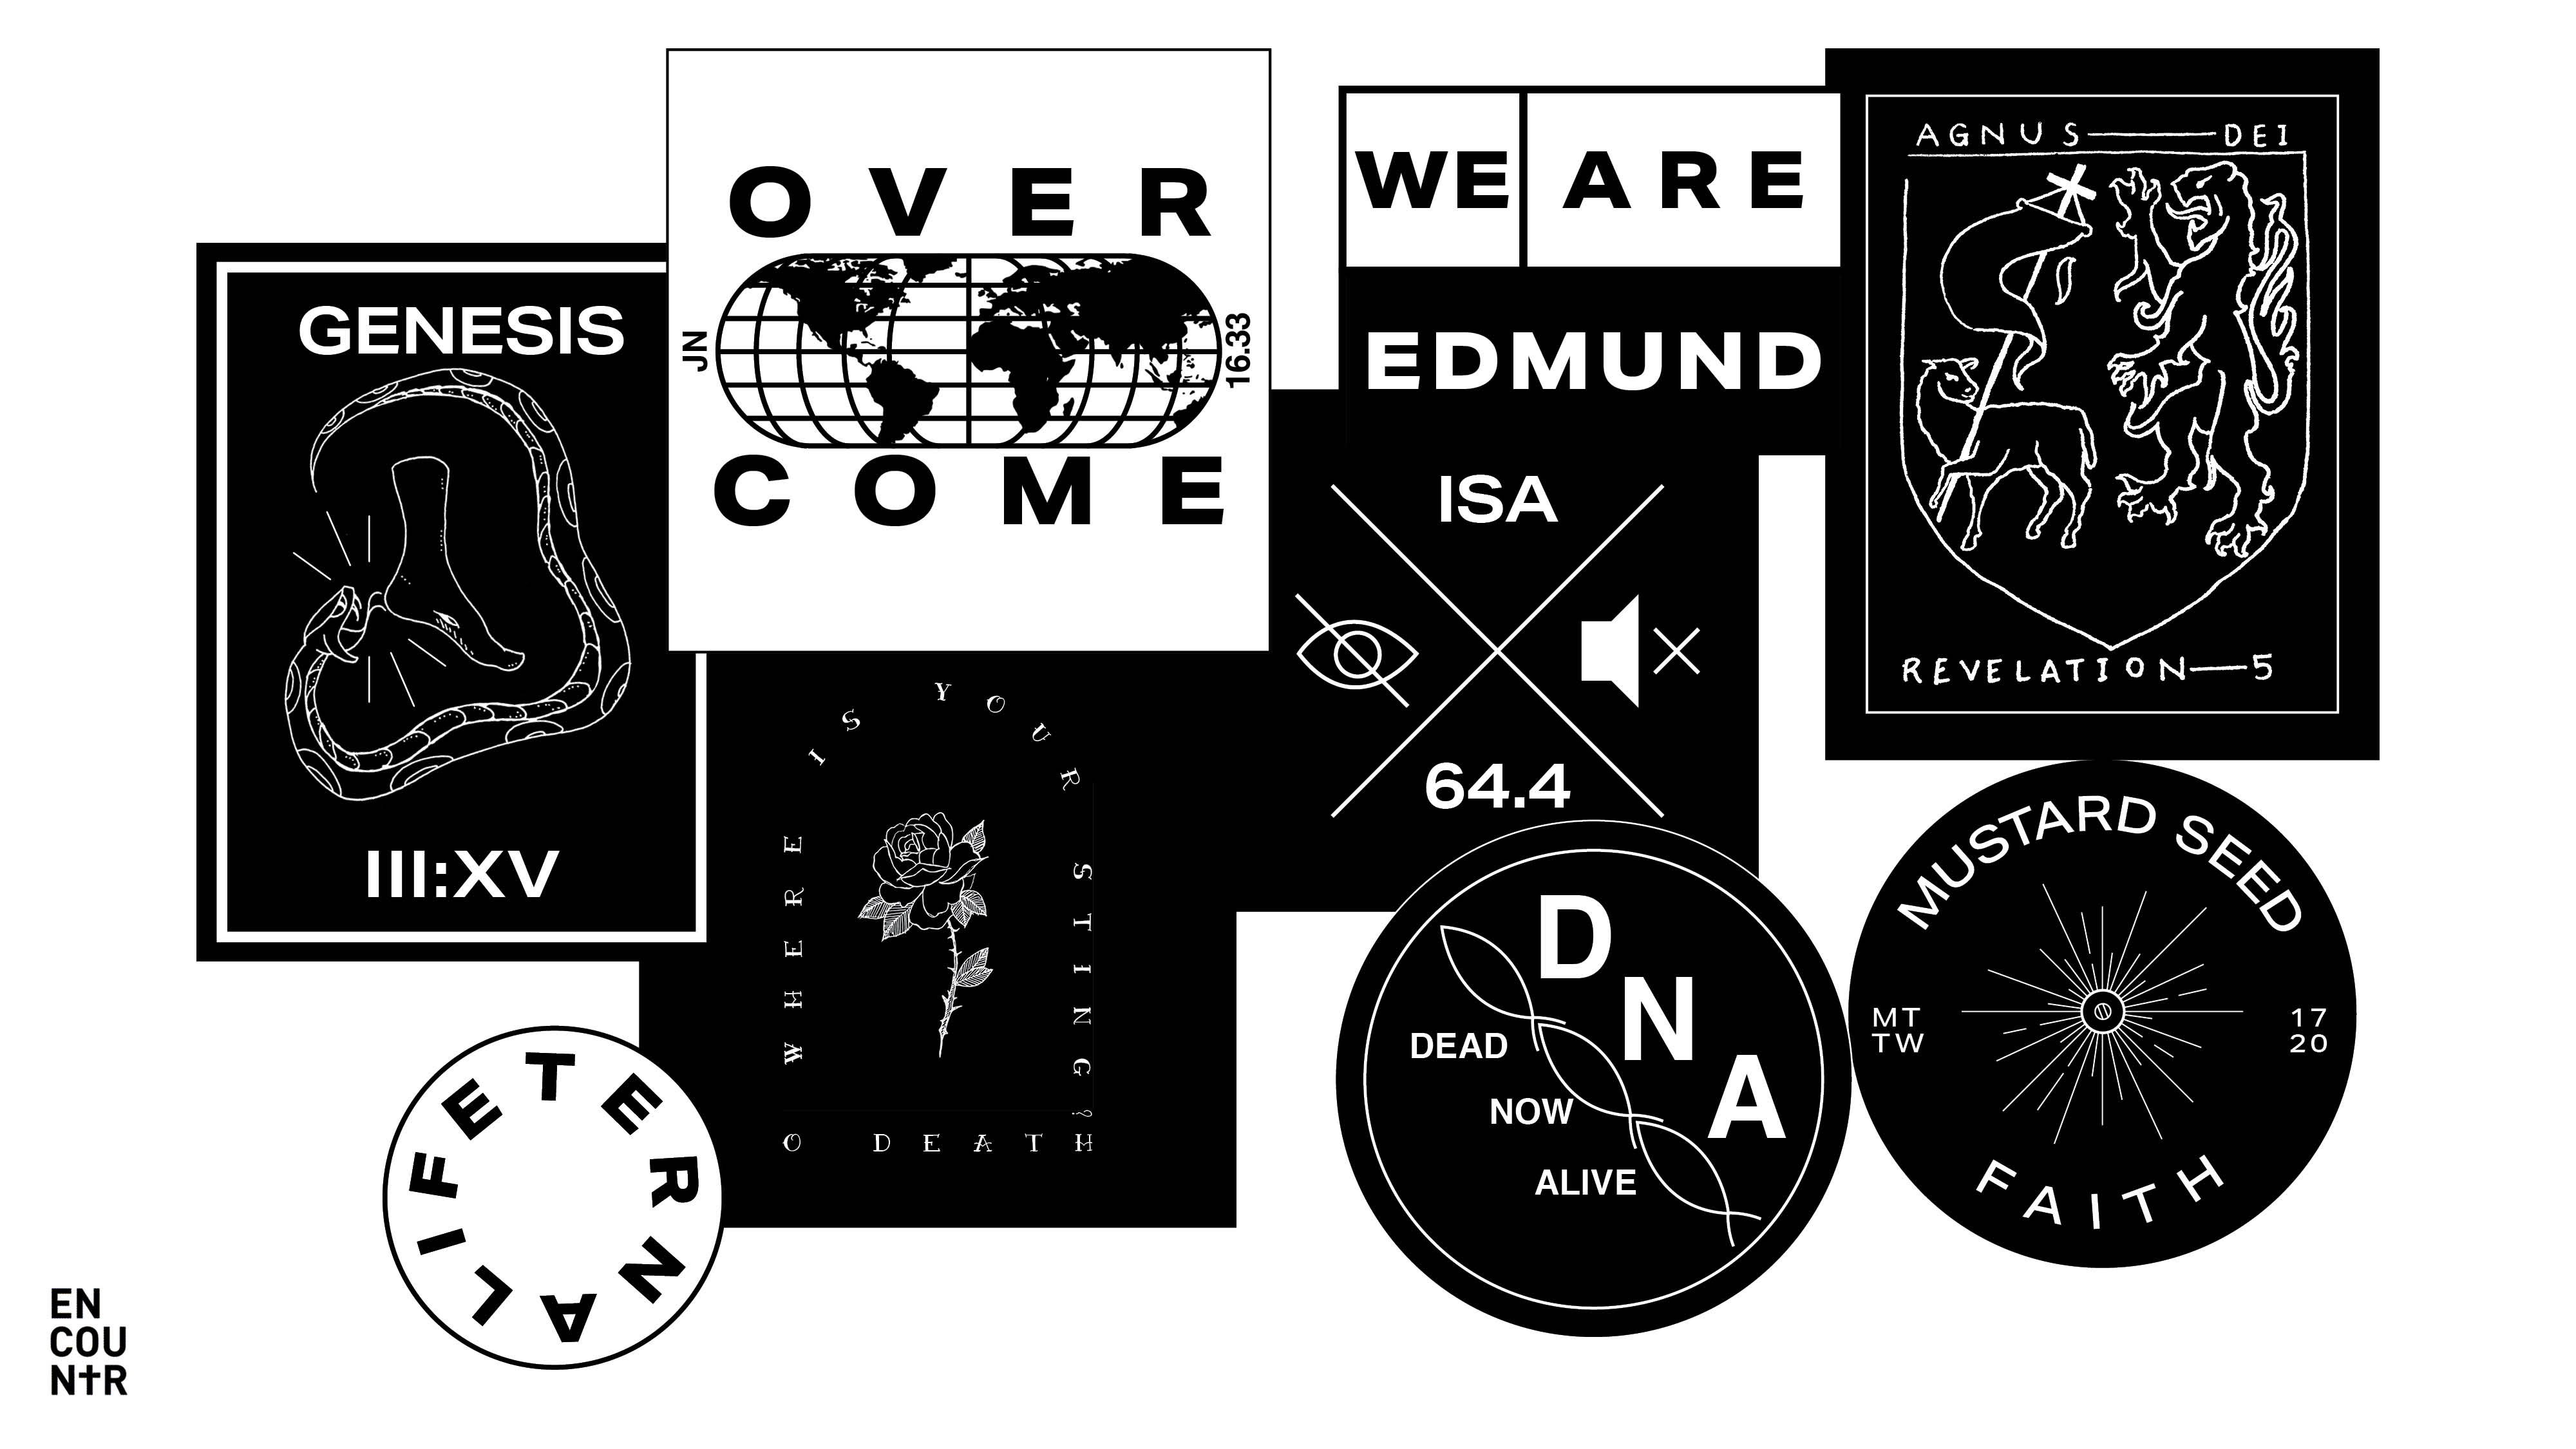 GENESIS
III:XV
OVER
JN
16.33
COME
WE ARE
EDMUND
AGNUS DEI
REVELATION 5
ISA
64.4
WHERE IS YOUR STING?
O DEATH
ETERNAL LIFE
DNA
DEAD
NOW
ALIVE
MUSTARD SEED
MT
TW
17
20
FAITH
EN
COU
N†R